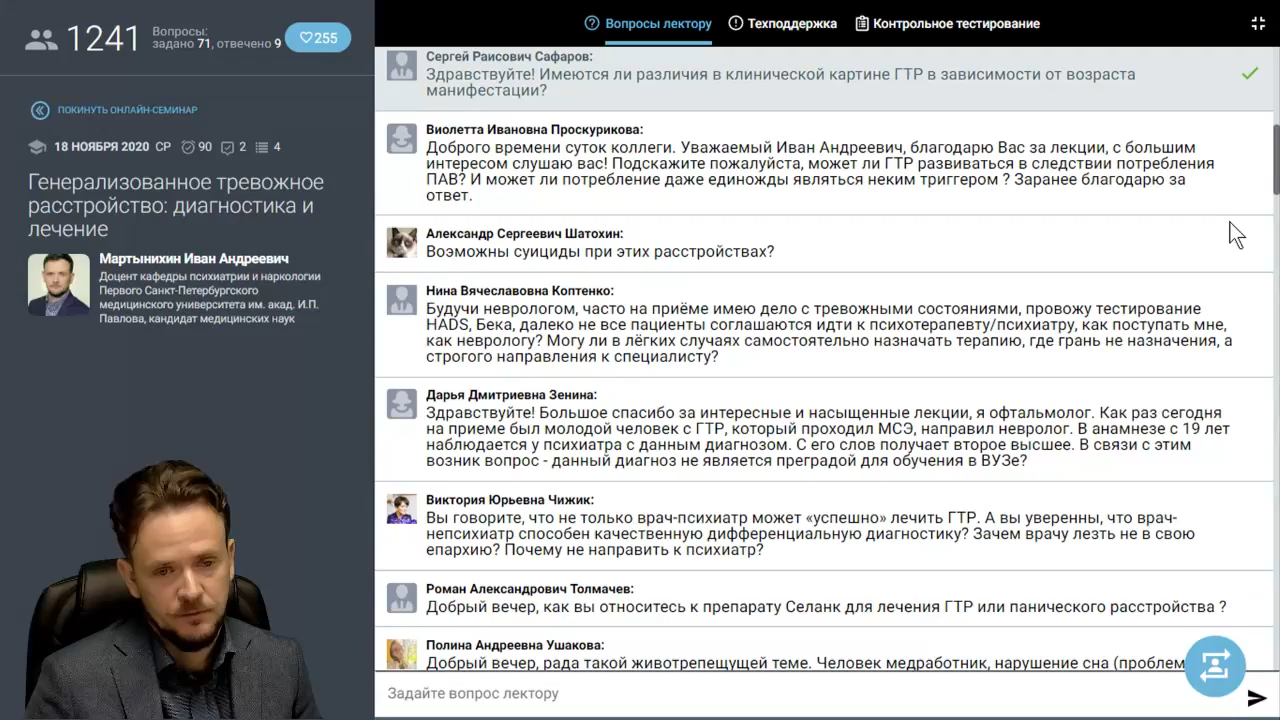 1241
Вопросы:
задано 71, отвечено 9
255
ПОКИНУТЬ ОНЛАЙН-СЕМИНАР
18 НОЯБРЯ 2020 СР 90 2 4
Генерализованное тревожное
расстройство: диагностика и
лечение
Мартынихин Иван Андреевич
Доцент кафедры психиатрии и наркологии
Первого Санкт-Петербургского
медицинского университета им. акад. И.П.
Павлова, кандидат медицинских наук
Вопросы лектору Техподдержка Контрольное тестирование
Сергей Раисович Сафаров:
Здравствуйте! Имеются ли различия в клинической картине ГТР в зависимости от возраста
манифестации?
Виолетта Ивановна Проскурикова:
Доброго времени суток коллеги. Уважаемый Иван Андреевич, благодарю Вас за лекции, с большим
интересом слушаю вас! Подскажите пожалуйста, может ли ГТР развиваться в следствии потребления
ПАВ? И может ли потребление даже единожды являться неким триггером ? Заранее благодарю за
ответ.
Александр Сергеевич Шатохин:
Возможны суициды при этих расстройствах?
Нина Вячеславовна Коптенко:
Будучи неврологом, часто на приёме имею дело с тревожными состояниями, провожу тестирование
HADS, Бека, далеко не все пациенты соглашаются идти к психотерапевту/психиатру, как поступать мне,
как неврологу? Могу ли в лёгких случаях самостоятельно назначать терапию, где грань не назначения, а
строгого направления к специалисту?
Дарья Дмитриевна Зенина:
Здравствуйте! Большое спасибо за интересные и насыщенные лекции, я офтальмолог. Как раз сегодня
на приеме был молодой человек с ГТР, который проходил МСЭ, направил невролог. В анамнезе с 19 лет
наблюдается у психиатра с данным диагнозом. С его слов получает второе высшее. В связи с этим
возник вопрос - данный диагноз не является преградой для обучения в ВУЗе?
Виктория Юрьевна Чижик:
Вы говорите, что не только врач-психиатр может «успешно» лечить ГТР. А вы уверенны, что врач-
непсихиатр способен качественную дифференциальную диагностику? Зачем врачу лезть не в свою
епархию? Почему не направить к психиатр?
Роман Александрович Толмачев:
Добрый вечер, как вы относитесь к препарату Селанк для лечения ГТР или панического расстройства ?
Полина Андреевна Ушакова:
Добрый вечер, рада такой животрепещущей теме. Человек медработник, нарушение сна (проблем
Задайте вопрос лектору